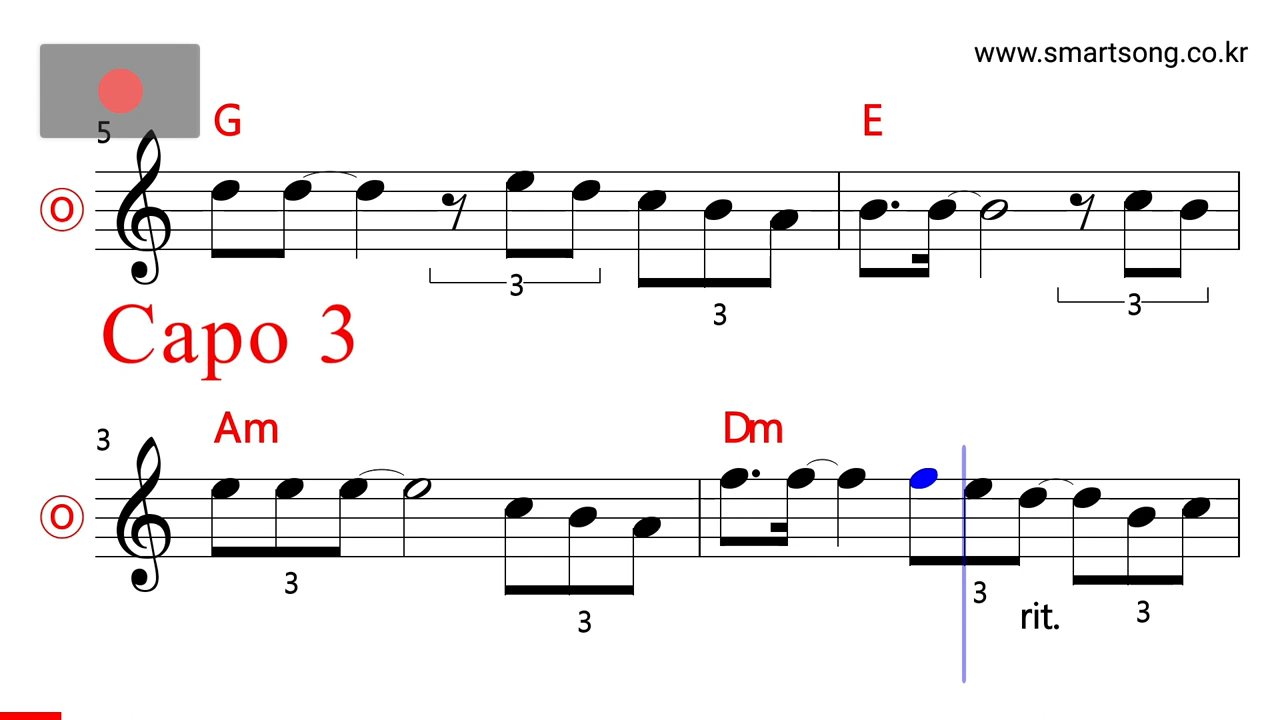 www.smartsong.co.kr
5 G E
O
3 3 3
Capo 3
3 Am Dm
O
3 3 3 3
rit.